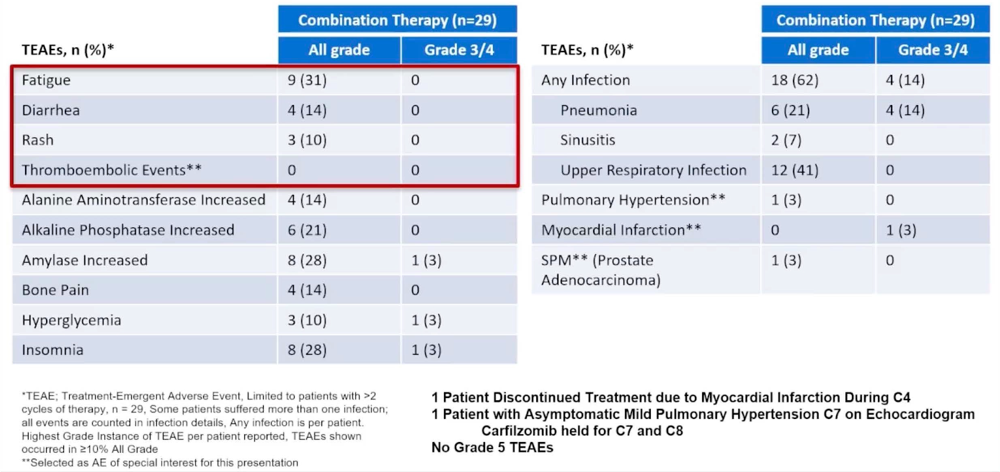 Combination Therapy (n=29)
TEAEs, n (%)* All grade Grade 3/4
Fatigue 9 (31) 0
Diarrhea 4 (14) 0
Rash 3 (10) 0
Thromboembolic Events** 0 0
Alanine Aminotransferase Increased 4 (14) 0
Alkaline Phosphatase Increased 6 (21) 0
Amylase Increased 8 (28) 1 (3)
Bone Pain 4 (14) 0
Hyperglycemia 3 (10) 1 (3)
Insomnia 8 (28) 1 (3)
Combination Therapy (n=29)
TEAEs, n (%)* All grade Grade 3/4
Any Infection 18 (62) 4 (14)
Pneumonia 6 (21) 4 (14)
Sinusitis 2 (7) 0
Upper Respiratory Infection 12 (41) 0
Pulmonary Hypertension** 1 (3) 0
Myocardial Infarction** 0 1 (3)
SPM** (Prostate 1 (3) 0
Adenocarcinoma)
*TEAE; Treatment-Emergent Adverse Event, Limited to patients with >2
cycles of therapy, n = 29, Some patients suffered more than one infection;
all events are counted in infection details, Any infection is per patient.
Highest Grade Instance of TEAE per patient reported, TEAEs shown
occurred in ≥10% All Grade
**Selected as AE of special interest for this presentation
1 Patient Discontinued Treatment due to Myocardial Infarction During C4
1 Patient with Asymptomatic Mild Pulmonary Hypertension C7 on Echocardiogram
Carfilzomib held for C7 and C8
No Grade 5 TEAEs